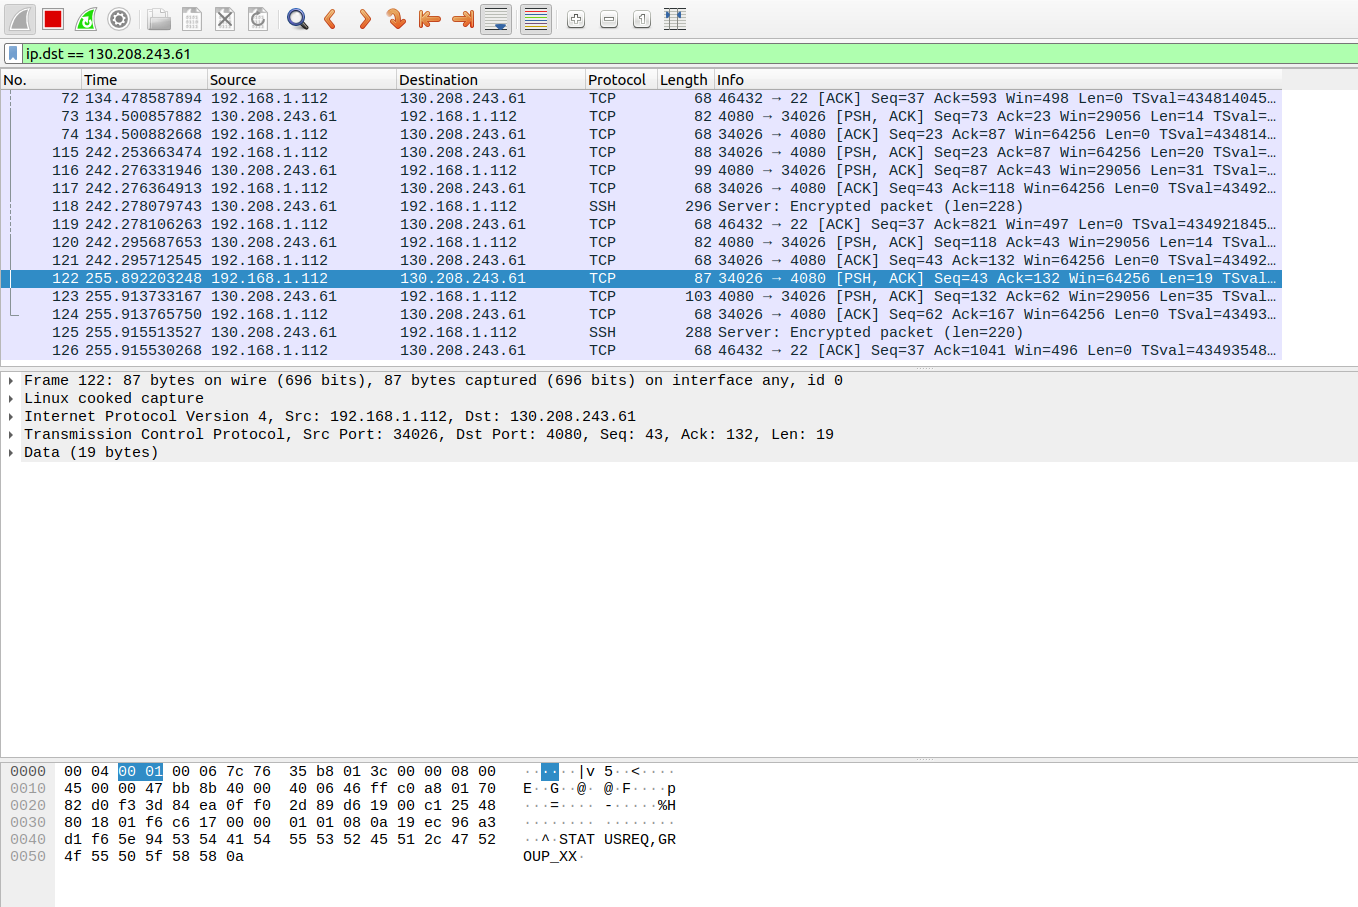 ip.dst == 130.208.243.61
No. Time Source Destination Protocol Length Info
72 134.478587894 192.168.1.112 130.208.243.61 TCP 68 46432 → 22 [ACK] Seq=37 Ack=593 Win=498 Len=0 TSval=434814045…
73 134.500857882 130.208.243.61 192.168.1.112 TCP 82 4080 → 34026 [PSH, ACK] Seq=73 Ack=23 Win=29056 Len=14 TSval=…
74 134.500882668 192.168.1.112 130.208.243.61 TCP 68 34026 → 4080 [ACK] Seq=23 Ack=87 Win=64256 Len=0 TSval=434814…
115 242.253663474 192.168.1.112 130.208.243.61 TCP 88 34026 → 4080 [PSH, ACK] Seq=23 Ack=87 Win=64256 Len=20 TSval=…
116 242.276331946 130.208.243.61 192.168.1.112 TCP 99 4080 → 34026 [PSH, ACK] Seq=87 Ack=43 Win=29056 Len=31 TSval=…
117 242.276364913 192.168.1.112 130.208.243.61 TCP 68 34026 → 4080 [ACK] Seq=43 Ack=118 Win=64256 Len=0 TSval=43492…
118 242.278079743 130.208.243.61 192.168.1.112 SSH 296 Server: Encrypted packet (len=228)
119 242.278106263 192.168.1.112 130.208.243.61 TCP 68 46432 → 22 [ACK] Seq=37 Ack=821 Win=497 Len=0 TSval=434921845…
120 242.295687653 130.208.243.61 192.168.1.112 TCP 82 4080 → 34026 [PSH, ACK] Seq=118 Ack=43 Win=29056 Len=14 TSval…
121 242.295712545 192.168.1.112 130.208.243.61 TCP 68 34026 → 4080 [ACK] Seq=43 Ack=132 Win=64256 Len=0 TSval=43492…
122 255.892203248 192.168.1.112 130.208.243.61 TCP 87 34026 → 4080 [PSH, ACK] Seq=43 Ack=132 Win=64256 Len=19 TSval…
123 255.913733167 130.208.243.61 192.168.1.112 TCP 103 4080 → 34026 [PSH, ACK] Seq=132 Ack=62 Win=29056 Len=35 TSval…
124 255.913765750 192.168.1.112 130.208.243.61 TCP 68 34026 → 4080 [ACK] Seq=62 Ack=167 Win=64256 Len=0 TSval=43493…
125 255.915513527 130.208.243.61 192.168.1.112 SSH 288 Server: Encrypted packet (len=220)
126 255.915530268 192.168.1.112 130.208.243.61 TCP 68 46432 → 22 [ACK] Seq=37 Ack=1041 Win=496 Len=0 TSval=43493548…
Frame 122: 87 bytes on wire (696 bits), 87 bytes captured (696 bits) on interface any, id 0
Linux cooked capture
Internet Protocol Version 4, Src: 192.168.1.112, Dst: 130.208.243.61
Transmission Control Protocol, Src Port: 34026, Dst Port: 4080, Seq: 43, Ack: 132, Len: 19
Data (19 bytes)
0000 00 04 00 01 00 06 7c 76 35 b8 01 3c 00 00 08 00 ······|v 5··<····
0010 45 00 00 47 bb 8b 40 00 40 06 46 ff c0 a8 01 70 E··G··@· @·F····p
0020 82 d0 f3 3d 84 ea 0f f0 2d 89 d6 19 00 c1 25 48 ···=···· -·····%H
0030 80 18 01 f6 c6 17 00 00 01 01 08 0a 19 ec 96 a3 ········ ········
0040 d1 f6 5e 94 53 54 41 54 55 53 52 45 51 2c 47 52 ··^·STAT USREQ,GR
0050 4f 55 50 5f 58 58 0a OUP_XX·